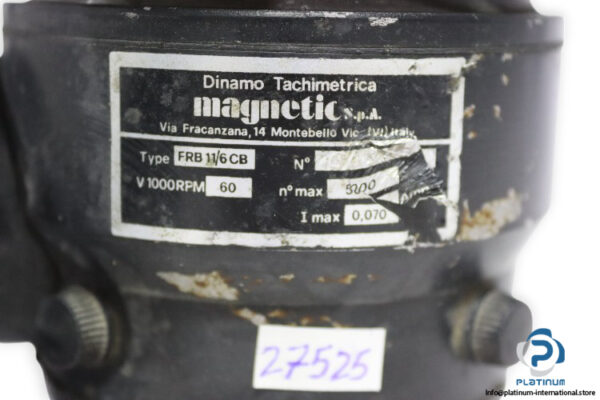 Dinamo Tachimetrica
magnetic S.p.A.
Via Fracanzana, 14 Montebello Vic. (VI) Italy
Type FRB 11/6 CB N°
V1000RPM 60 n° max
I max 0,070
27525
PLATINUM
info@platinum-international.store